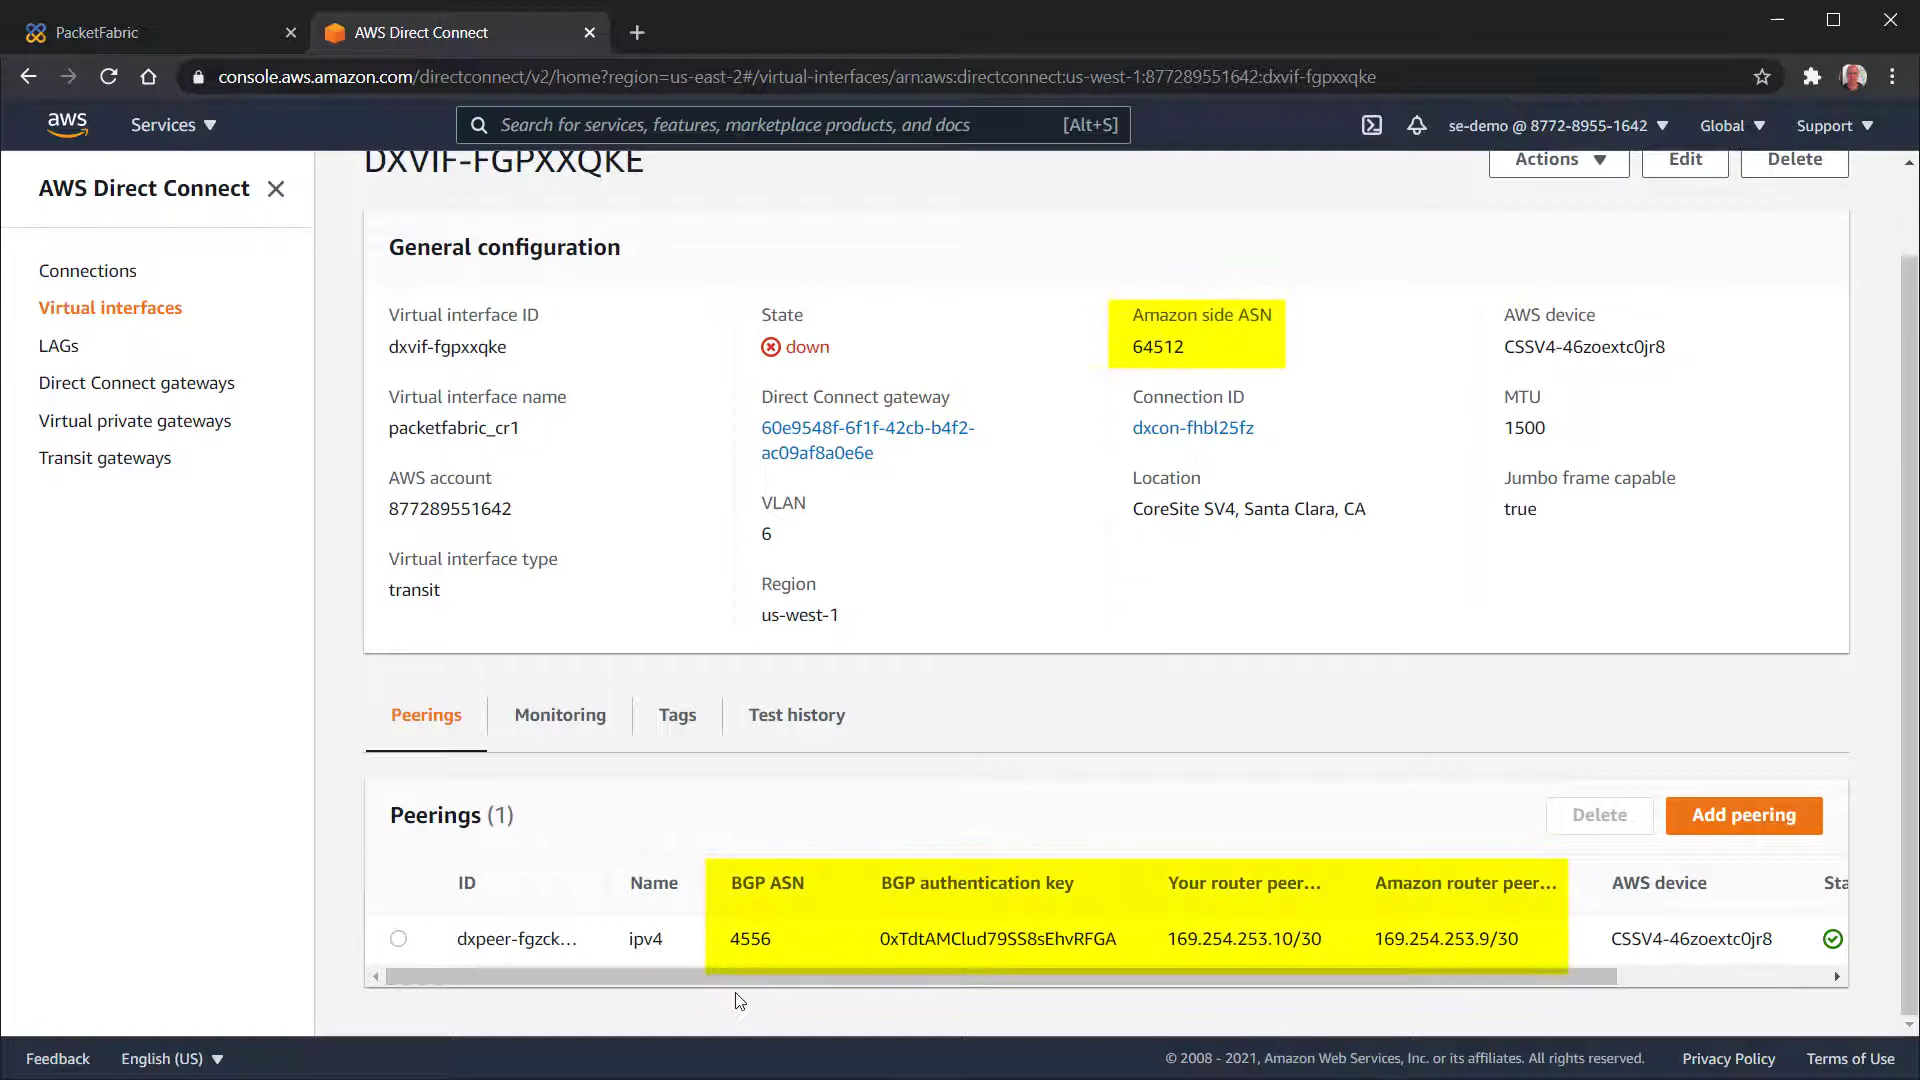 PacketFabric
AWS Direct Connect
console.aws.amazon.com/directconnect/v2/home?region=us-east-2#/virtual-interfaces/arn:aws:directconnect:us-west-1:877289551642:dxvif-fgpxxqke
aws
Services
Search for services, features, marketplace products, and docs
[Alt+S]
se-demo @ 8772-8955-1642
Global
Support
AWS Direct Connect
Connections
Virtual interfaces
LAGs
Direct Connect gateways
Virtual private gateways
Transit gateways
DXVIF-FGPXXQKE
Actions
Edit
Delete
General configuration
Virtual interface ID
dxvif-fgpxxqke
Virtual interface name
packetfabric_cr1
AWS account
877289551642
Virtual interface type
transit
State
down
Direct Connect gateway
60e9548f-6f1f-42cb-b4f2-
ac09af8a0e6e
VLAN
6
Region
us-west-1
Amazon side ASN
64512
Connection ID
dxcon-fhbl25fz
Location
CoreSite SV4, Santa Clara, CA
AWS device
CSSV4-46zoextc0jr8
MTU
1500
Jumbo frame capable
true
Peerings
Monitoring
Tags
Test history
Peerings (1)
Delete
Add peering
ID Name BGP ASN BGP authentication key Your router peer... Amazon router peer... AWS device Sta
dxpeer-fgzck... ipv4 4556 0xTdtAMClud79SS8sEhvRFGA 169.254.253.10/30 169.254.253.9/30 CSSV4-46zoextc0jr8
Feedback
English (US)
© 2008 - 2021, Amazon Web Services, Inc. or its affiliates. All rights reserved.
Privacy Policy
Terms of Use